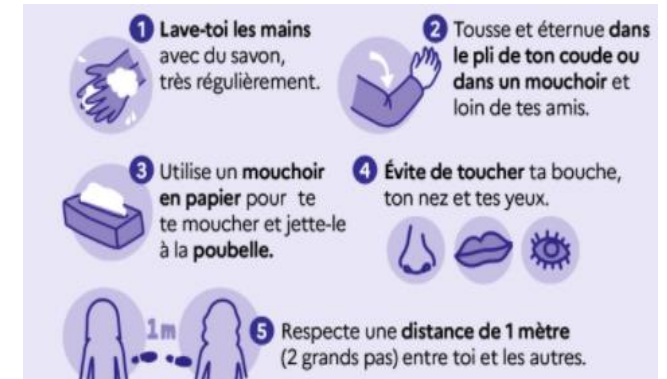 1 Lave-toi les mains
avec du savon,
très régulièrement.
2 Tousse et éternue dans
le pli de ton coude ou
dans un mouchoir et
loin de tes amis.
3 Utilise un mouchoir
en papier pour te
te moucher et jette-le
à la poubelle.
4 Évite de toucher ta bouche,
ton nez et tes yeux.
1m
5 Respecte une distance de 1 mètre
(2 grands pas) entre toi et les autres.